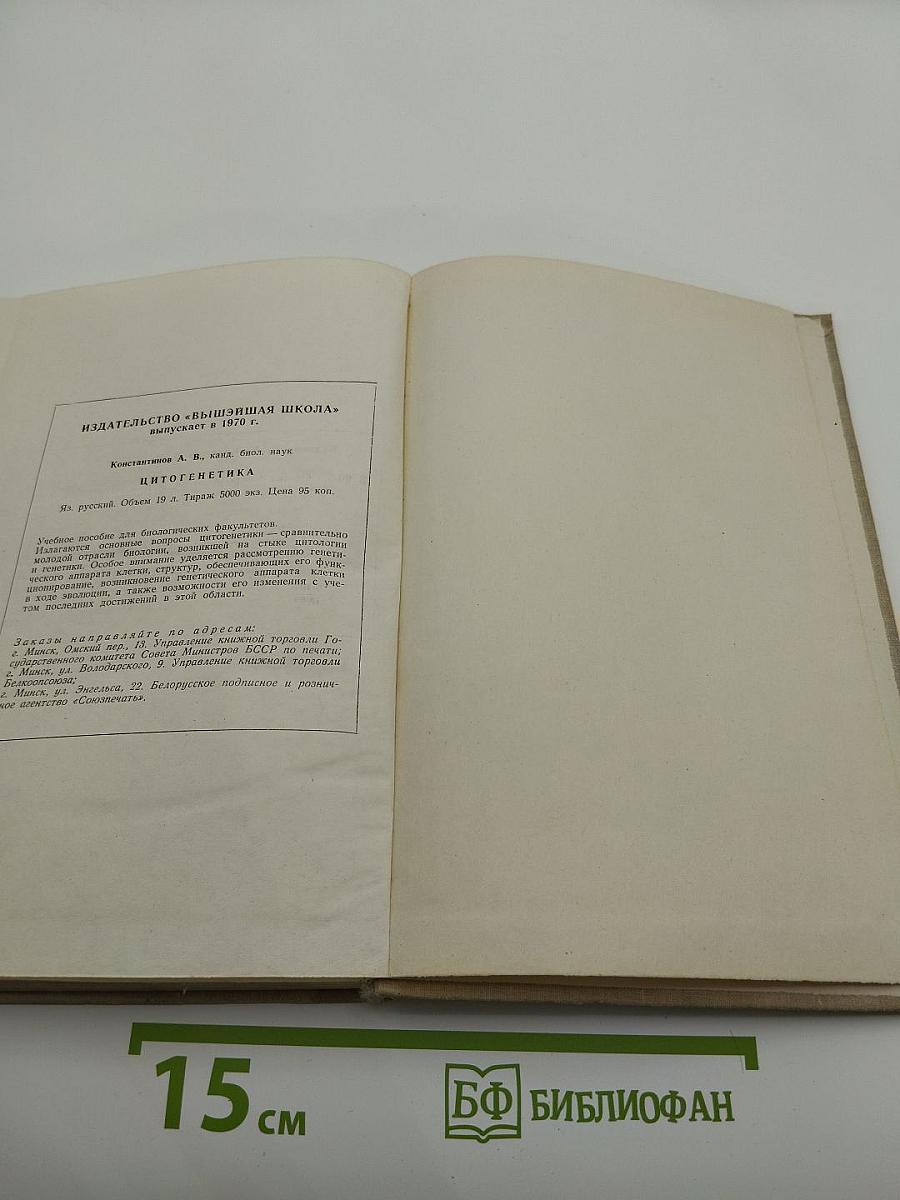 ИЗДАТЕЛЬСТВО «ВЫШЭЙШАЯ ШКОЛА»
выпускает в 1970 г.
Константинов А. В., канд. биол. наук
ЦИТОГЕНЕТИКА
Яз. русский. Объем 19 л. Тираж 5000 экз. Цена 95 коп.
Учебное пособие для биологических факультетов.
Излагаются основные вопросы цитогенетики — сравнительно
молодой отрасли биологии, возникшей на стыке цитологии
и генетики. Особое внимание уделяется рассмотрению генети-
ческого аппарата клетки, структур, обеспечивающих его функ-
ционирование, возникновение генетического аппарата клетки
в ходе эволюции, а также возможности его изменения с уче-
том последних достижений в этой области.
Заказы направляйте по адресам:
г. Минск, Омский пер., 13. Управление книжной торговли Го-
сударственного комитета Совета Министров БССР по печати;
г. Минск, ул. Володарского, 9. Управление книжной торговли
Белкоопсоюза;
г. Минск, ул. Энгельса, 22. Белорусское подписное и рознич-
ное агентство «Союзпечать».
15 см
БФ БИБЛИОФАН